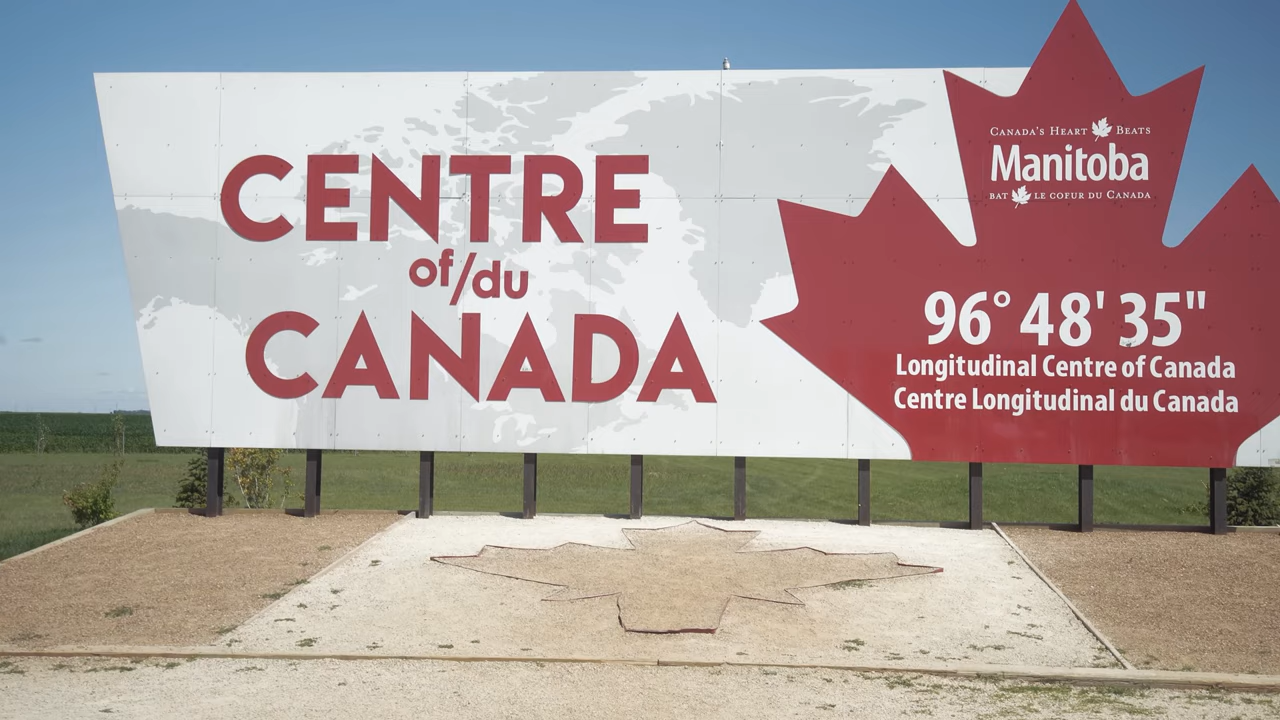 CENTRE
of/du
CANADA
CANADA'S HEART BEATS
Manitoba
BAT LE COEUR DU CANADA
96° 48' 35"
Longitudinal Centre of Canada
Centre Longitudinal du Canada